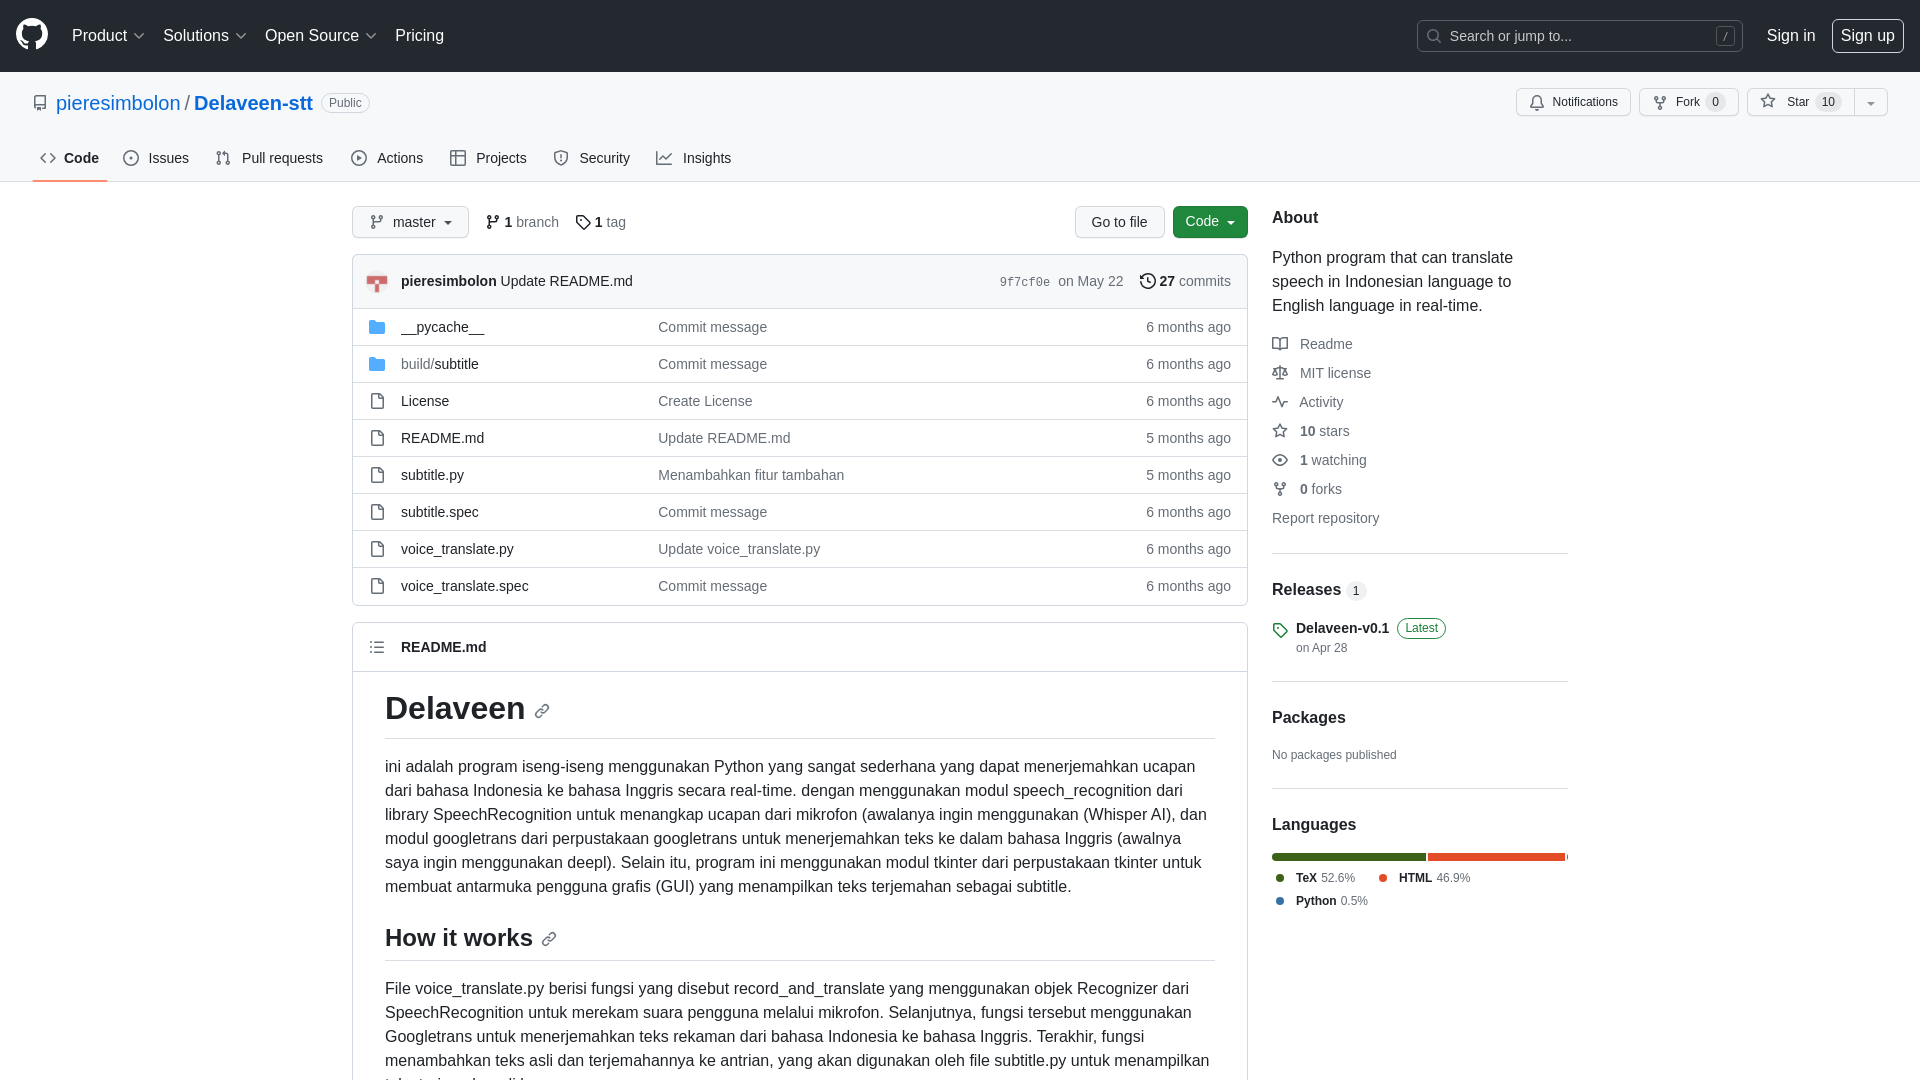 Product Solutions Open Source Pricing Search or jump to... / Sign in Sign up
pieresimbolon / Delaveen-stt Public Notifications Fork 0 Star 10
Code Issues Pull requests Actions Projects Security Insights
master 1 branch 1 tag Go to file Code
pieresimbolon Update README.md 9f7cf0e on May 22 27 commits
__pycache__ Commit message 6 months ago
build/subtitle Commit message 6 months ago
License Create License 6 months ago
README.md Update README.md 5 months ago
subtitle.py Menambahkan fitur tambahan 5 months ago
subtitle.spec Commit message 6 months ago
voice_translate.py Update voice_translate.py 6 months ago
voice_translate.spec Commit message 6 months ago
README.md
Delaveen
ini adalah program iseng-iseng menggunakan Python yang sangat sederhana yang dapat menerjemahkan ucapan
dari bahasa Indonesia ke bahasa Inggris secara real-time. dengan menggunakan modul speech_recognition dari
library SpeechRecognition untuk menangkap ucapan dari mikrofon (awalanya ingin menggunakan (Whisper AI), dan
modul googletrans dari perpustakaan googletrans untuk menerjemahkan teks ke dalam bahasa Inggris (awalnya
saya ingin menggunakan deepl). Selain itu, program ini menggunakan modul tkinter dari perpustakaan tkinter untuk
membuat antarmuka pengguna grafis (GUI) yang menampilkan teks terjemahan sebagai subtitle.
How it works
File voice_translate.py berisi fungsi yang disebut record_and_translate yang menggunakan objek Recognizer dari
SpeechRecognition untuk merekam suara pengguna melalui mikrofon. Selanjutnya, fungsi tersebut menggunakan
Googletrans untuk menerjemahkan teks rekaman dari bahasa Indonesia ke bahasa Inggris. Terakhir, fungsi
menambahkan teks asli dan terjemahannya ke antrian, yang akan digunakan oleh file subtitle.py untuk menampilkan
About
Python program that can translate
speech in Indonesian language to
English language in real-time.
Readme
MIT license
Activity
10 stars
1 watching
0 forks
Report repository
Releases 1
Delaveen-v0.1 Latest
on Apr 28
Packages
No packages published
Languages
TeX 52.6% HTML 46.9%
Python 0.5%